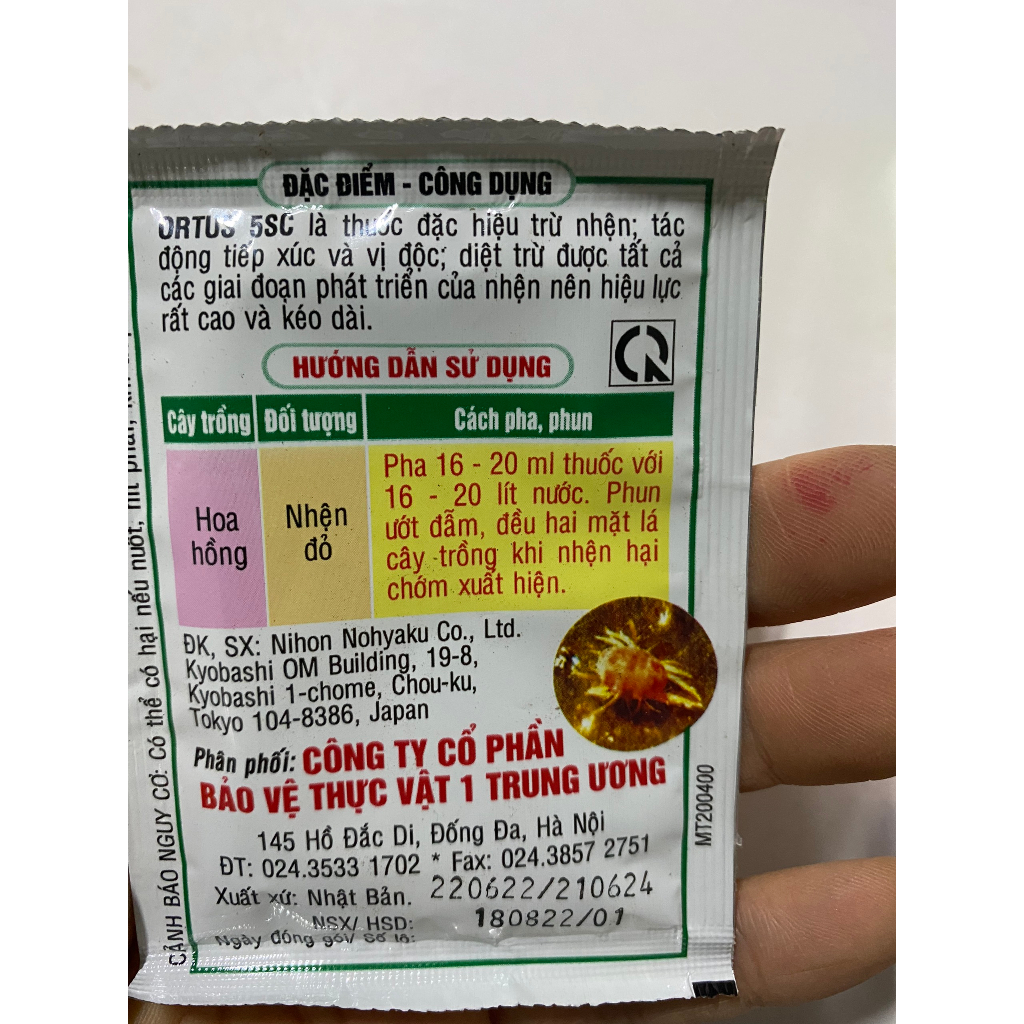 ĐẶC ĐIỂM - CÔNG DỤNG
ORTUS 5SC là thuốc đặc hiệu trừ nhện; tác
động tiếp xúc và vị độc; diệt trừ được tất cả
các giai đoạn phát triển của nhện nên hiệu lực
rất cao và kéo dài.
HƯỚNG DẪN SỬ DỤNG
Cây trồng Đối tượng Cách pha, phun
Hoa hồng
Nhện đỏ
Pha 16 - 20 ml thuốc với
16 - 20 lít nước. Phun
ướt đẫm, đều hai mặt lá
cây trồng khi nhện hại
chớm xuất hiện.
ĐK, SX: Nihon Nohyaku Co., Ltd.
Kyobashi OM Building, 19-8,
Kyobashi 1-chome, Chou-ku,
Tokyo 104-8386, Japan
Phân phối: CÔNG TY CỔ PHẦN
BẢO VỆ THỰC VẬT 1 TRUNG ƯƠNG
145 Hồ Đắc Di, Đống Đa, Hà Nội
ĐT: 024.3533 1702 * Fax: 024.3857 2751
Xuất xứ: Nhật Bản. 220622/210624
NSX/ HSD: 180822/01
Ngày đóng gói/ Số lô:
MT200400
CẢNH BÁO NGUY CƠ: Có thể có hại nếu nuốt, hít phải,